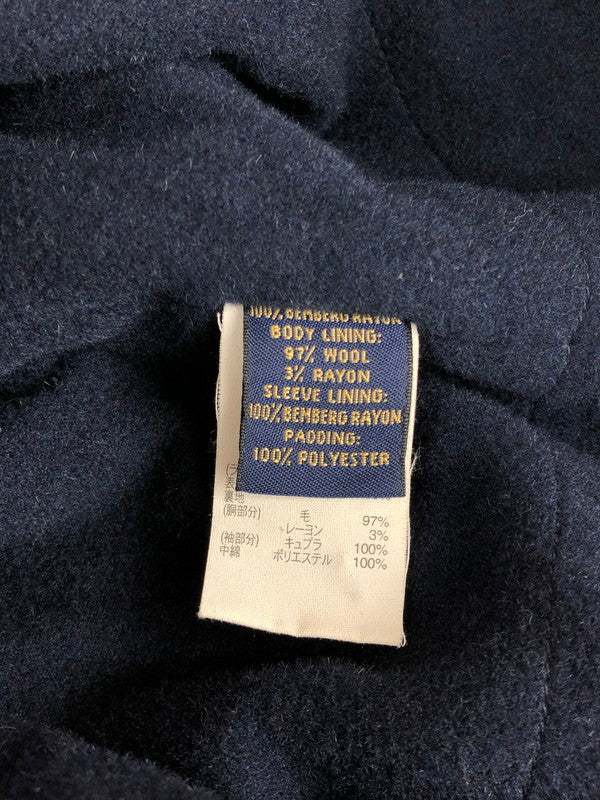 100% BEMBERG RAYON
BODY LINING:
97% WOOL
3% RAYON
SLEEVE LINING:
100% BEMBERG RAYON
PADDING:
100% POLYESTER
裏地
(胴部分) 毛 97%
レーヨン 3%
(袖部分) キュプラ 100%
中綿 ポリエステル 100%